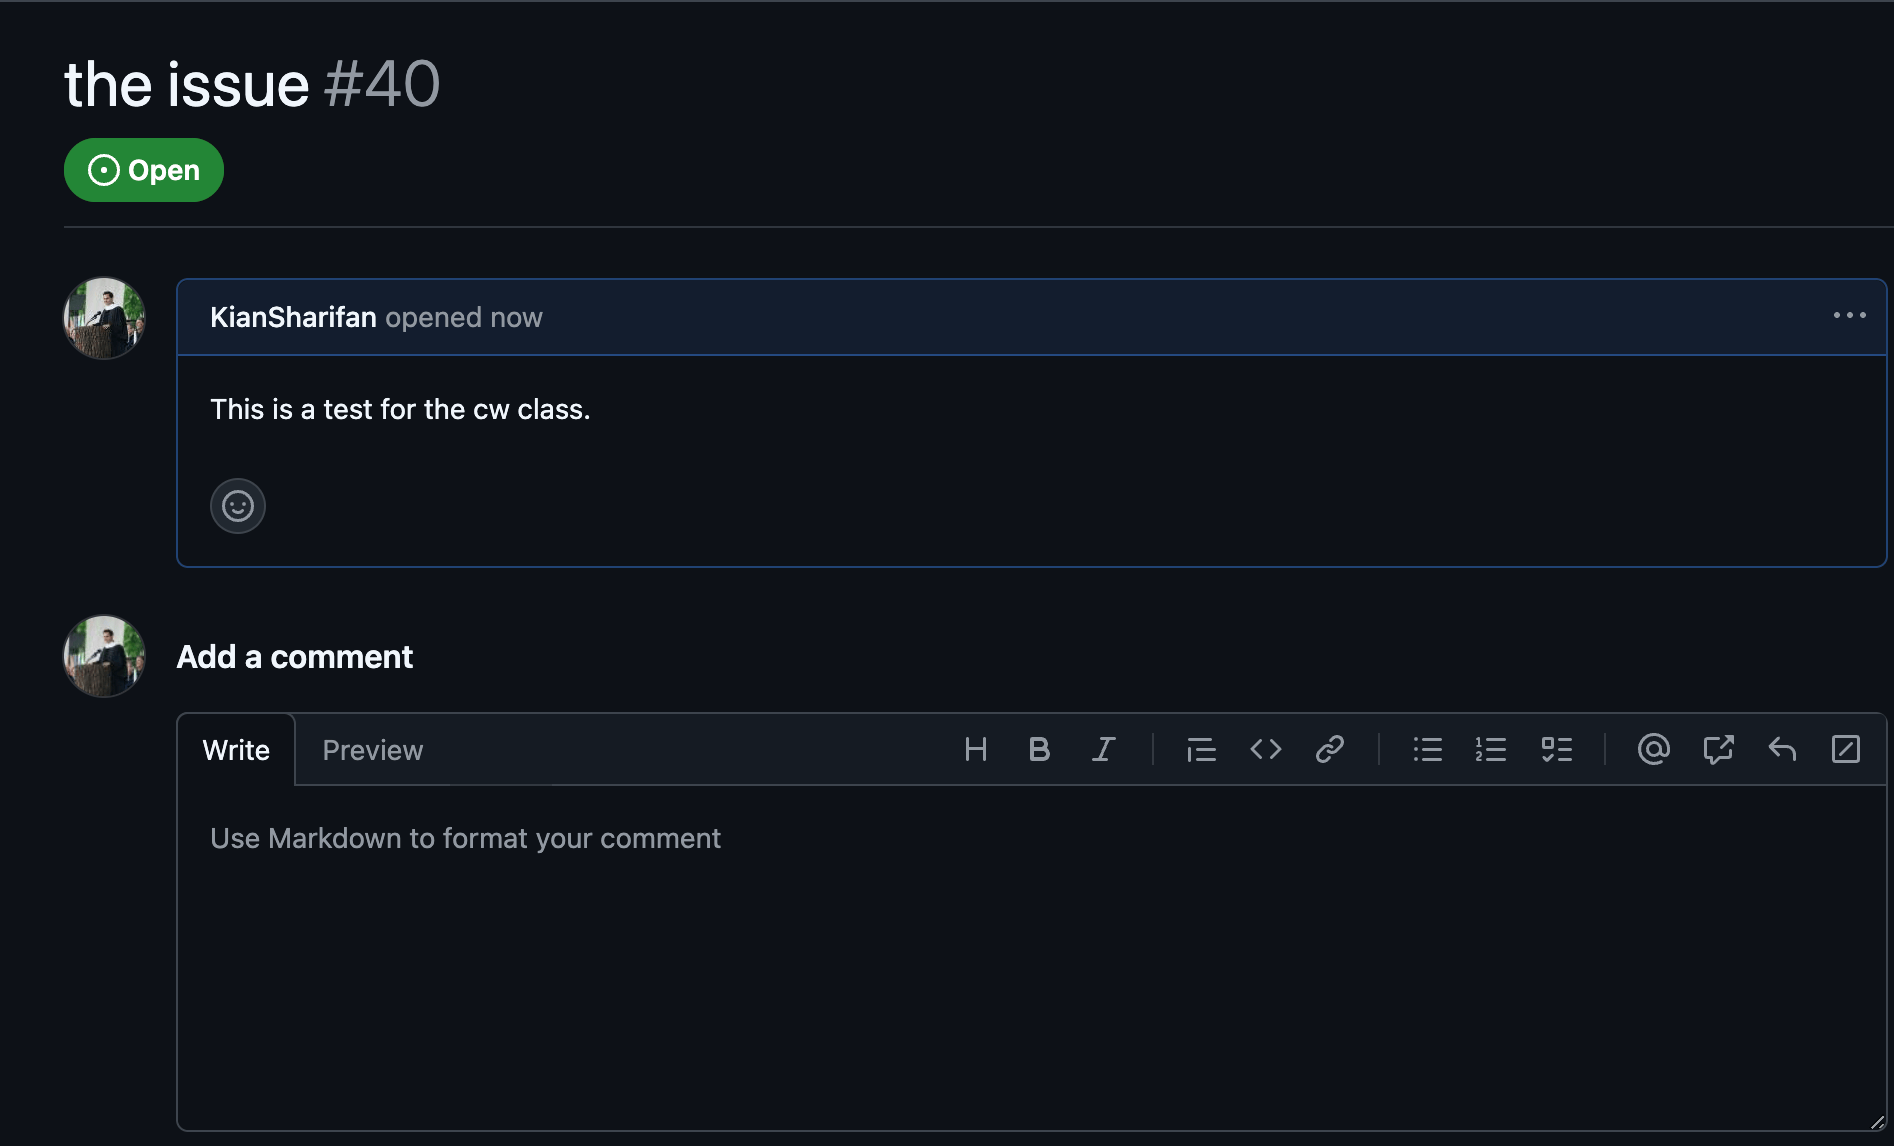 the issue #40
Open
KianSharifan opened now
This is a test for the cw class.
Add a comment
Write Preview
Use Markdown to format your comment